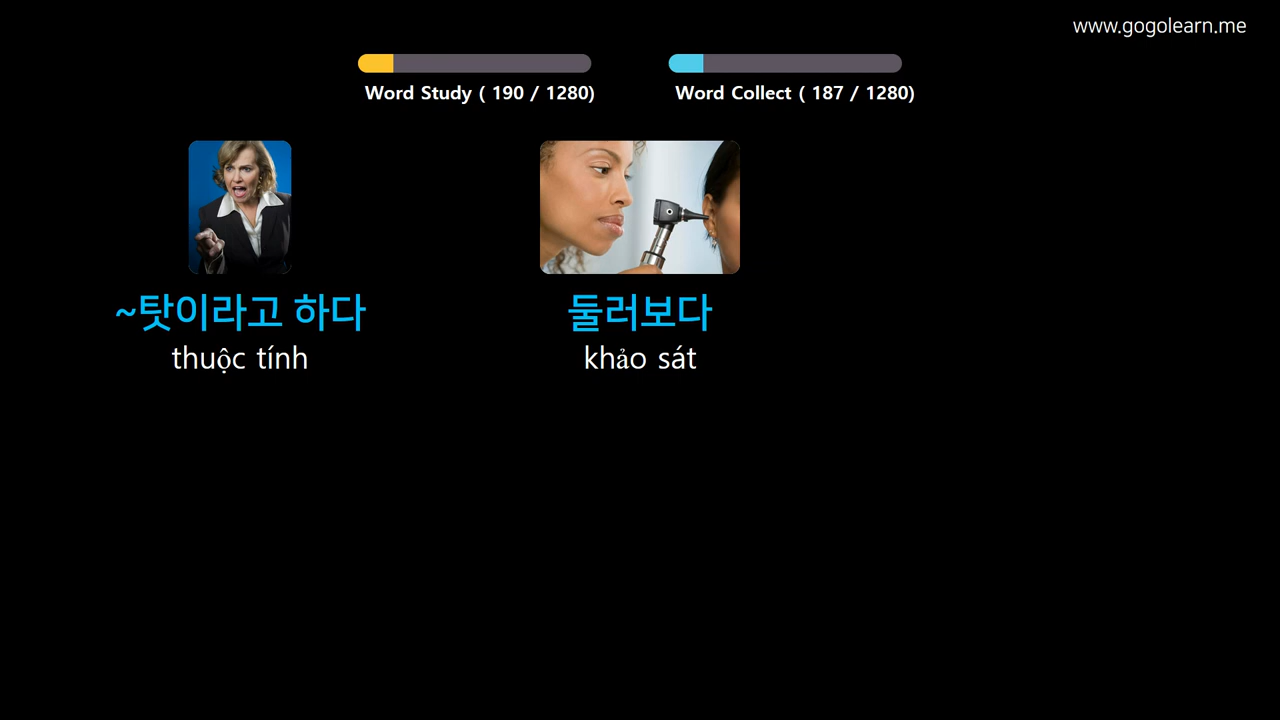 www.gogolearn.me
Word Study ( 190 / 1280)
Word Collect ( 187 / 1280)
~탓이라고 하다
둘러보다
thuộc tính
khảo sát